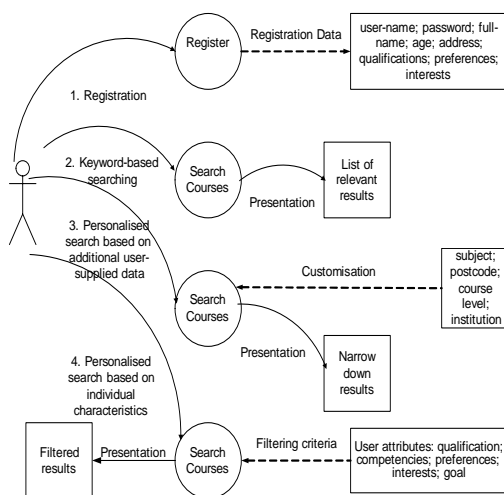 Register
Registration Data
user-name; password; full-
name; age; address;
qualifications; preferences;
interests
1. Registration
2. Keyword-based
searching
Search
Courses
Presentation
List of
relevant
results
3. Personalised
search based on
additional user-
supplied data
Search
Courses
Customisation
subject;
postcode;
course
level;
institution
Presentation
Narrow
down
results
4. Personalised
search based on
individual
characteristics
Filtered
results
Presentation
Search
Courses
Filtering criteria
User attributes: qualification;
competencies; preferences;
interests; goal